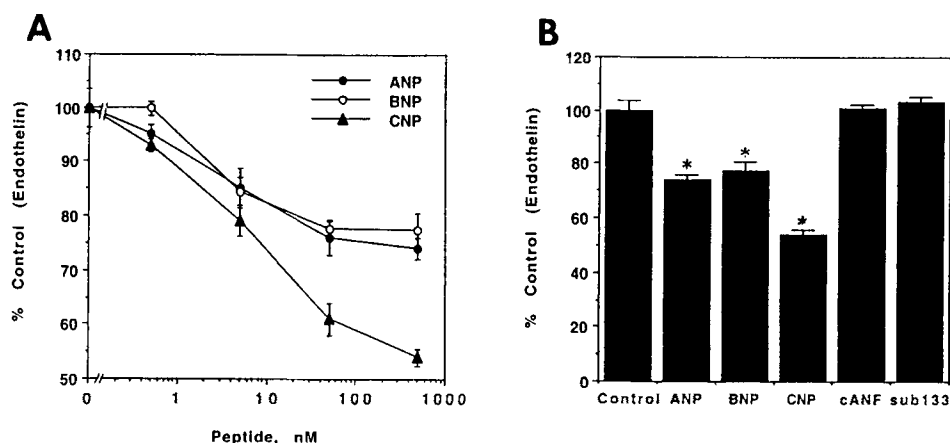 A
110
100
90
80
70
60
50
% Control (Endothelin)
0 1 10 100 1000
Peptide, nM
ANP
BNP
CNP
B
120
100
80
60
40
20
0
% Control (Endothelin)
* * *
Control ANP BNP CNP cANF sub133